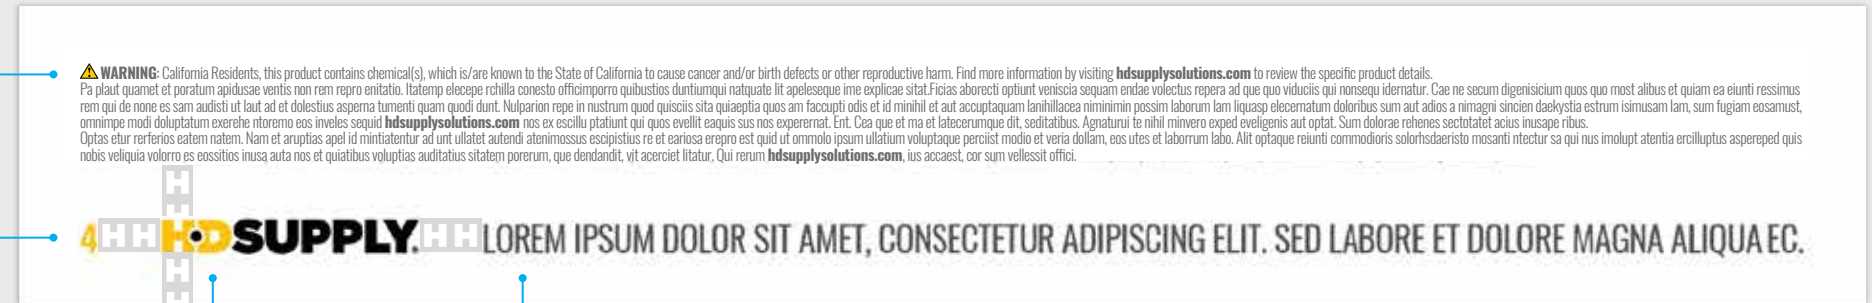 WARNING: California Residents, this product contains chemical(s), which is/are known to the State of California to cause cancer and/or birth defects or other reproductive harm. Find more information by visiting hdsupplysolutions.com to review the specific product details.
Pa plaut quamet et poratum apidusae ventis non rem repro enitatio. Itatemp elecepe rchilla conesto officimporro quibustios duntiumqui natquate lit apeleseque ime explicae sitat.Ficias aborecti optiunt veniscia sequam endae volectus repera ad que quo viduciis qui nonsequ idernatur. Cae ne secum dignisicium quos quo most alibus et quiam ea eiunti ressimus
rem qui de none es sam audisti ut laut ad et dolestius asperna tumenti quam quodi dunt. Nulparion repe in nustrum quod quisciis sita quiaeptia quos am faccupti odis et id minihil et aut accuptaquam lanihillacea niminimin possim laborum lam liquasp elecernatum doloribus sum aut adios a nimagni sincien daekystia estrum isimusam lam, sum fugiam eosamust,
omnimpe modi doluptatum exerehe ntoremo eos inveles sequid hdsupplysolutions.com nos ex escillu ptatiunt qui quos evellit eaquis sus nos experernat. Ent. Cea que et ma et latecerumque dit, seditatibus. Agnaturui te nihil minvero exped eveligenis aut optat. Sum dolorae rehenes sectotatet acius inusape ribus.
Optas etur rerferios eatem natem. Nam et aruptias apel id mintiatentur ad unt ullatet autendi atenimossus escipistius re et eariosa erepro est quid ut ommolo ipsum ullatium voluptaque perciist modio et veria dollam, eos utes et laborrum labo. Alit optaque reiunti commodioris solorhsdaeristo mosanti ntectur sa qui nus imolupt atentia ercilluptus aspereped quis
nobis veliquia volorro es eossitios inusa auta nos et quiatibus voluptias auditatius sitatem porerum, que dendandit, vit acerciet litatur, Qui rerum hdsupplysolutions.com, ius accaest, cor sum vellessit offici.
H
H
4 H H HD SUPPLY. H H LOREM IPSUM DOLOR SIT AMET, CONSECTETUR ADIPISCING ELIT. SED LABORE ET DOLORE MAGNA ALIQUA EC.
H
H